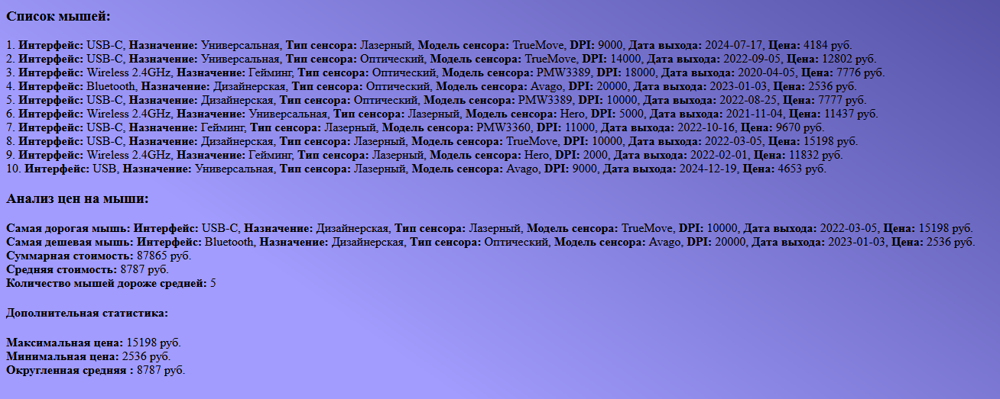 Список мышей:
1. Интерфейс: USB-C, Назначение: Универсальная, Тип сенсора: Лазерный, Модель сенсора: TrueMove, DPI: 9000, Дата выхода: 2024-07-17, Цена: 4184 руб.
2. Интерфейс: USB-C, Назначение: Универсальная, Тип сенсора: Оптический, Модель сенсора: TrueMove, DPI: 14000, Дата выхода: 2022-09-05, Цена: 12802 руб.
3. Интерфейс: Wireless 2.4GHz, Назначение: Гейминг, Тип сенсора: Оптический, Модель сенсора: PMW3389, DPI: 18000, Дата выхода: 2020-04-05, Цена: 7776 руб.
4. Интерфейс: Bluetooth, Назначение: Дизайнерская, Тип сенсора: Оптический, Модель сенсора: Avago, DPI: 20000, Дата выхода: 2023-01-03, Цена: 2536 руб.
5. Интерфейс: USB-C, Назначение: Дизайнерская, Тип сенсора: Оптический, Модель сенсора: PMW3389, DPI: 10000, Дата выхода: 2022-08-25, Цена: 7777 руб.
6. Интерфейс: Wireless 2.4GHz, Назначение: Универсальная, Тип сенсора: Лазерный, Модель сенсора: Hero, DPI: 5000, Дата выхода: 2021-11-04, Цена: 11437 руб.
7. Интерфейс: USB-C, Назначение: Гейминг, Тип сенсора: Лазерный, Модель сенсора: PMW3360, DPI: 11000, Дата выхода: 2022-10-16, Цена: 9670 руб.
8. Интерфейс: USB-C, Назначение: Дизайнерская, Тип сенсора: Лазерный, Модель сенсора: TrueMove, DPI: 10000, Дата выхода: 2022-03-05, Цена: 15198 руб.
9. Интерфейс: Wireless 2.4GHz, Назначение: Гейминг, Тип сенсора: Лазерный, Модель сенсора: Hero, DPI: 2000, Дата выхода: 2022-02-01, Цена: 11832 руб.
10. Интерфейс: USB, Назначение: Универсальная, Тип сенсора: Лазерный, Модель сенсора: Avago, DPI: 9000, Дата выхода: 2024-12-19, Цена: 4653 руб.
Анализ цен на мыши:
Самая дорогая мышь: Интерфейс: USB-C, Назначение: Дизайнерская, Тип сенсора: Лазерный, Модель сенсора: TrueMove, DPI: 10000, Дата выхода: 2022-03-05, Цена: 15198 руб.
Самая дешевая мышь: Интерфейс: Bluetooth, Назначение: Дизайнерская, Тип сенсора: Оптический, Модель сенсора: Avago, DPI: 20000, Дата выхода: 2023-01-03, Цена: 2536 руб.
Суммарная стоимость: 87865 руб.
Средняя стоимость: 8787 руб.
Количество мышей дороже средней: 5
Дополнительная статистика:
Максимальная цена: 15198 руб.
Минимальная цена: 2536 руб.
Округленная средняя : 8787 руб.